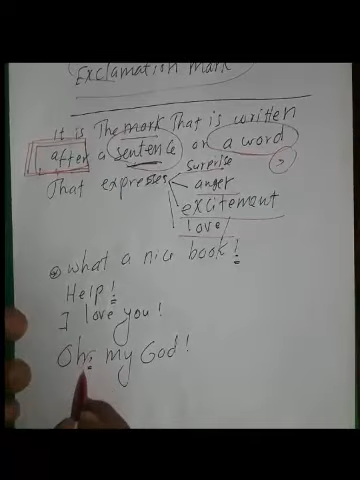 Exclamation mark
it is The mark That is written
after a sentence or a word
surprise
That expresses
anger
excitement
love
what a nice book!
Help!
I love you!
Oh! my God!